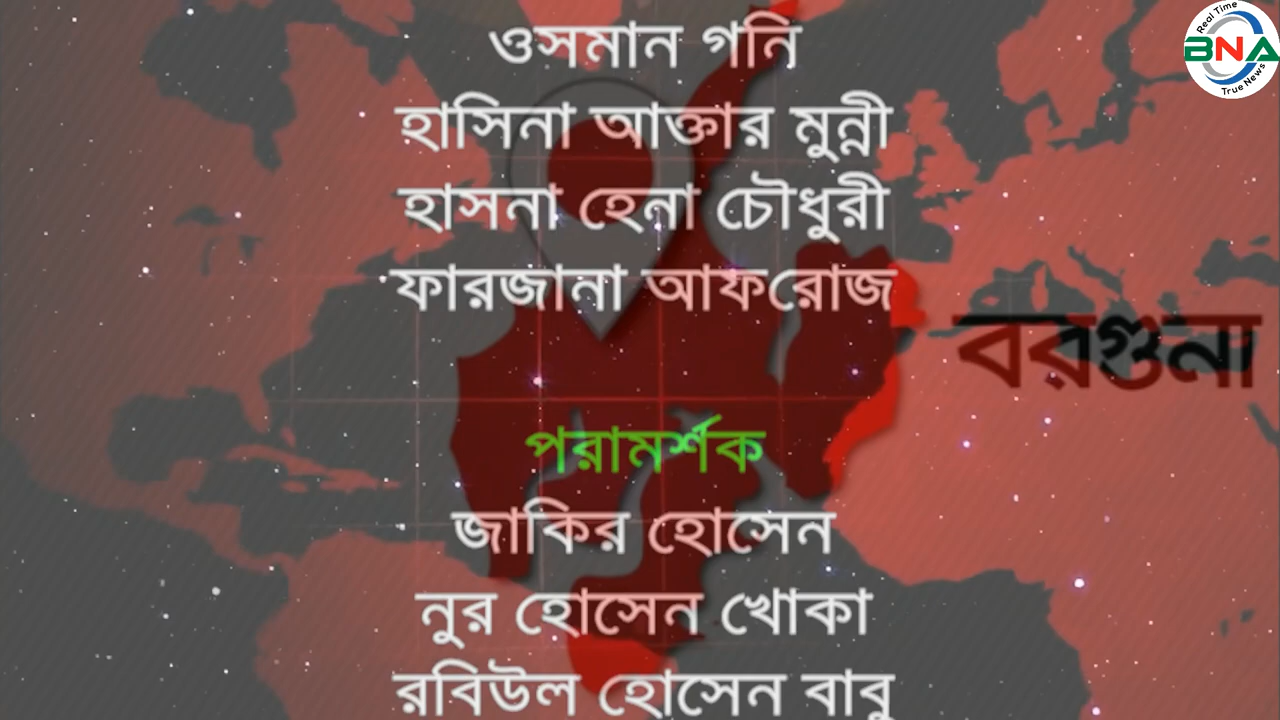 Real Time
BNA
True News
ওসমান গনি
হাসিনা আক্তার মুন্নী
হাসনা হেনা চৌধুরী
ফারজানা আফরোজ
বরগুনা
পরামর্শক
জাকির হোসেন
নুর হোসেন খোকা
রবিউল হোসেন বাবু